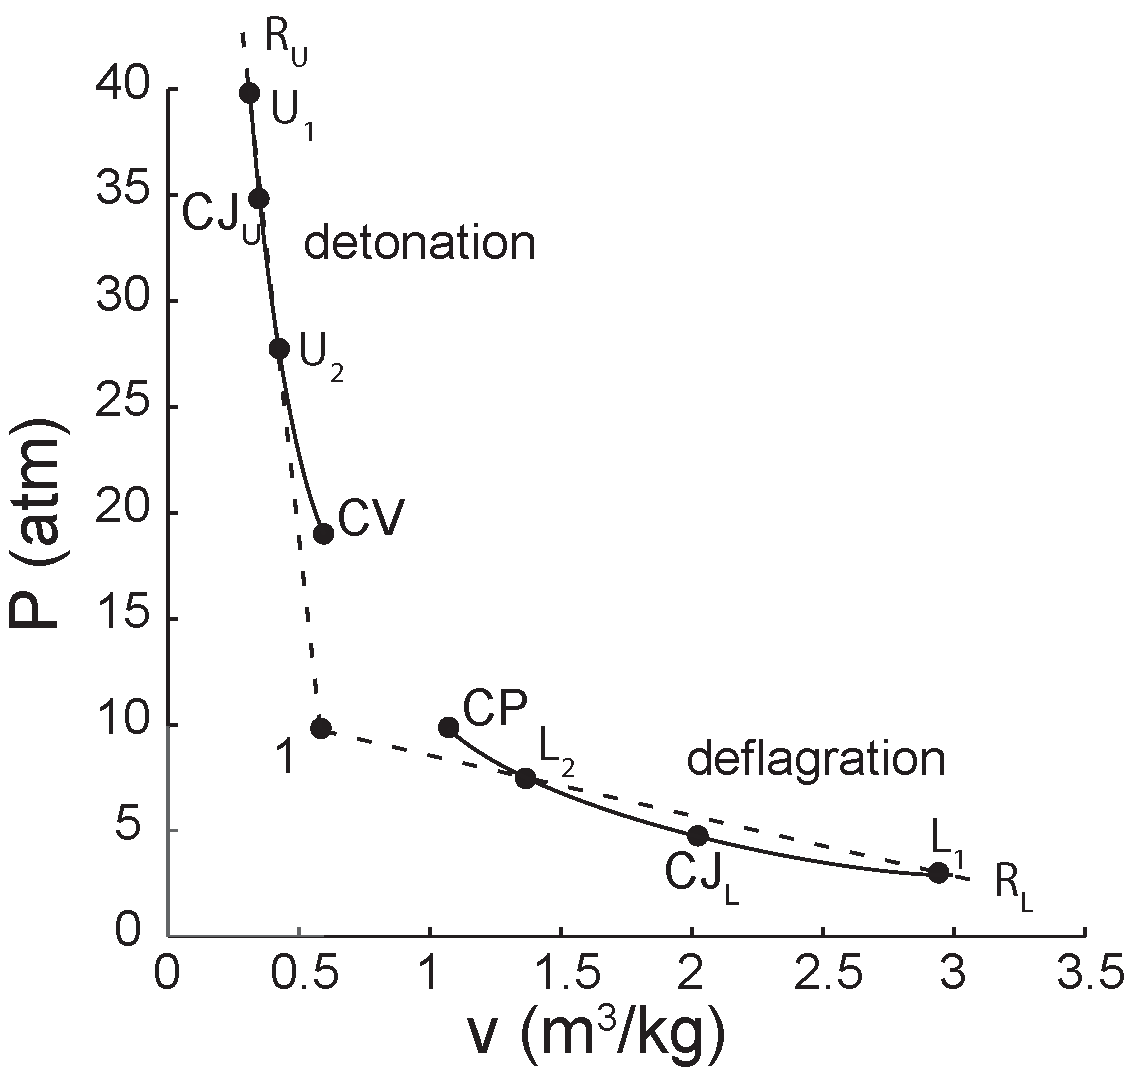 R_U
40
U_1
35
CJ_U
detonation
30
U_2
25
20
CV
15
10
CP
1
L_2
deflagration
5
L_1
CJ_L
R_L
0
0 0.5 1 1.5 2 2.5 3 3.5
P (atm)
v (m³/kg)